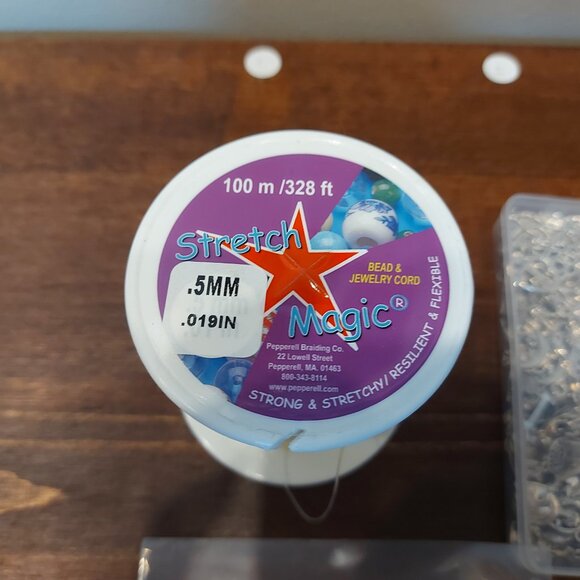 100 m /328 ft
Stretch
Magic®
BEAD &
JEWELRY CORD
.5MM
.019IN
Pepperell Braiding Co.
22 Lowell Street
Pepperell, MA. 01463
800-343-8114
www.pepperell.com
STRONG & STRETCHY/ RESILIENT & FLEXIBLE